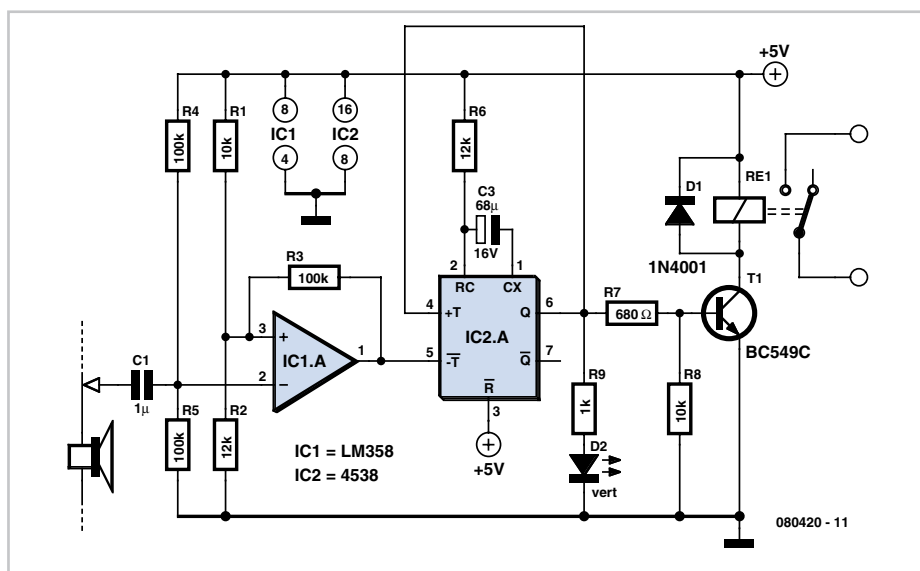 +5V
R4
100k
R1
10k
8
IC1
4
16
IC2
8
R6
12k
C3
68µ
16V
D1
1N4001
RE1
T1
BC549C
R3
100k
3
+
2
−
IC1.A
1
2
RC
1
CX
4
+T
5
-T̅
IC2.A
Q
6
Q̅
7
R̅
3
+5V
R7
680 Ω
R9
1k
D2
vert
R8
10k
C1
1µ
R5
100k
R2
12k
IC1 = LM358
IC2 = 4538
080420 - 11